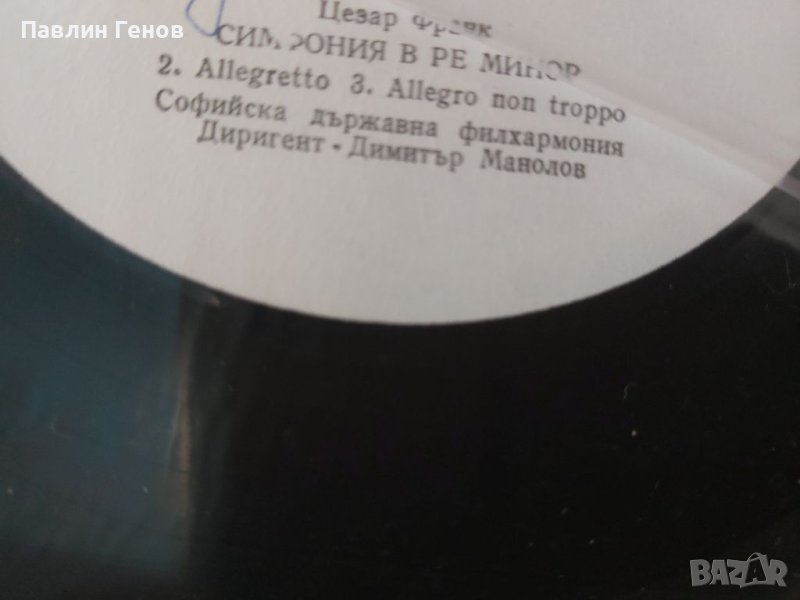 Павлин Генов
Цезар Франк
СИМФОНИЯ В РЕ МИНОР
2. Allegretto 3. Allegro non troppo
Софийска държавна филхармония
Диригент - Димитър Манолов
BAZAR